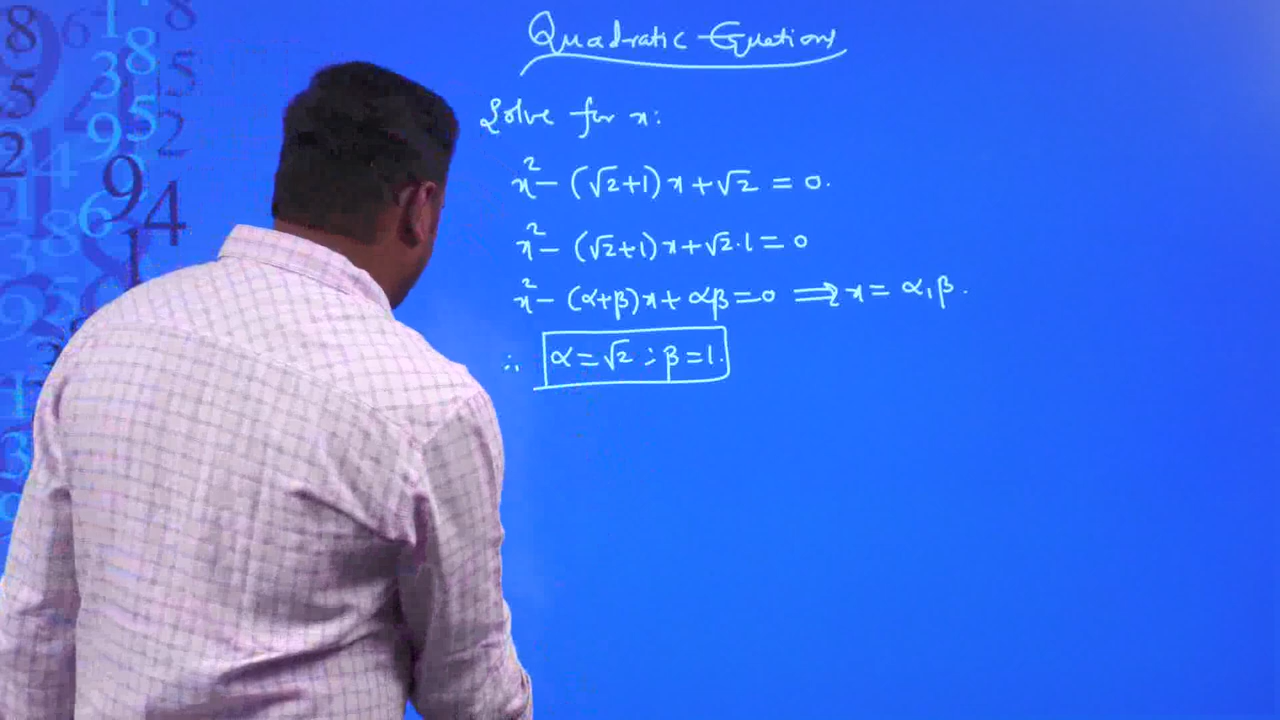 Quadratic Equations
Solve for x:
x² – (√2+1)x+√2 = 0.
x² – (√2+1)x+√2.1=0
x² – (α+β)x+ αβ=0 ⟹ x= α,β.
∴ α=√2 ; β=1.